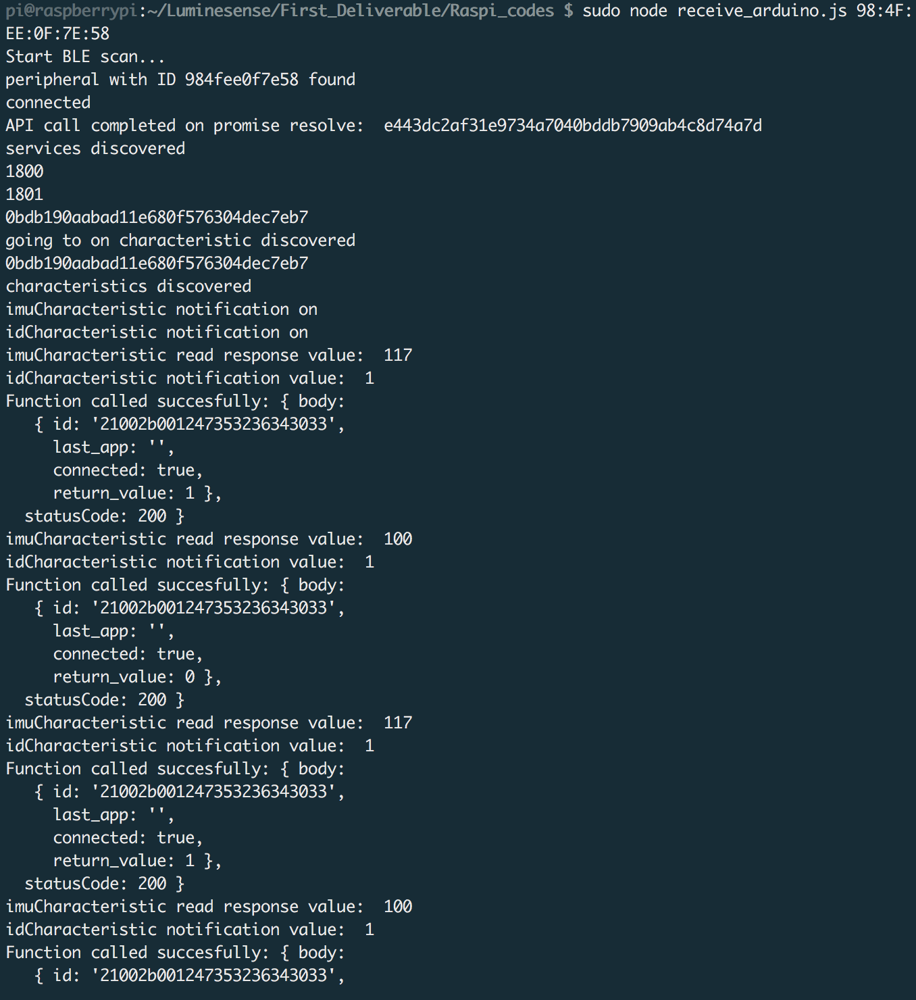 pi@raspberrypi:~/Luminesense/First_Deliverable/Raspi_codes $ sudo node receive_arduino.js 98:4F:
EE:0F:7E:58
Start BLE scan...
peripheral with ID 984fee0f7e58 found
connected
API call completed on promise resolve:  e443dc2af31e9734a7040bddb7909ab4c8d74a7d
services discovered
1800
1801
0bdb190aabad11e680f576304dec7eb7
going to on characteristic discovered
0bdb190aabad11e680f576304dec7eb7
characteristics discovered
imuCharacteristic notification on
idCharacteristic notification on
imuCharacteristic read response value:  117
idCharacteristic notification value:  1
Function called succesfully: { body:
   { id: '21002b001247353236343033',
     last_app: '',
     connected: true,
     return_value: 1 },
  statusCode: 200 }
imuCharacteristic read response value:  100
idCharacteristic notification value:  1
Function called succesfully: { body:
   { id: '21002b001247353236343033',
     last_app: '',
     connected: true,
     return_value: 0 },
  statusCode: 200 }
imuCharacteristic read response value:  117
idCharacteristic notification value:  1
Function called succesfully: { body:
   { id: '21002b001247353236343033',
     last_app: '',
     connected: true,
     return_value: 1 },
  statusCode: 200 }
imuCharacteristic read response value:  100
idCharacteristic notification value:  1
Function called succesfully: { body:
   { id: '21002b001247353236343033',